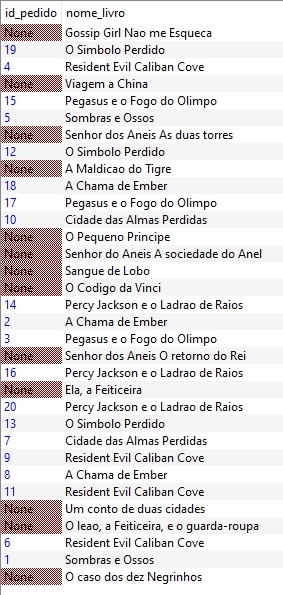 id_pedido nome_livro
None Gossip Girl Nao me Esqueca
19 O Simbolo Perdido
4 Resident Evil Caliban Cove
None Viagem a China
15 Pegasus e o Fogo do Olimpo
5 Sombras e Ossos
None Senhor dos Aneis As duas torres
12 O Simbolo Perdido
None A Maldicao do Tigre
18 A Chama de Ember
17 Pegasus e o Fogo do Olimpo
10 Cidade das Almas Perdidas
None O Pequeno Principe
None Senhor do Aneis A sociedade do Anel
None Sangue de Lobo
None O Codigo da Vinci
14 Percy Jackson e o Ladrao de Raios
2 A Chama de Ember
3 Pegasus e o Fogo do Olimpo
None Senhor dos Aneis O retorno do Rei
16 Percy Jackson e o Ladrao de Raios
None Ela, a Feiticeira
20 Percy Jackson e o Ladrao de Raios
13 O Simbolo Perdido
7 Cidade das Almas Perdidas
9 Resident Evil Caliban Cove
8 A Chama de Ember
11 Resident Evil Caliban Cove
None Um conto de duas cidades
None O leao, a Feiticeira, e o guarda-roupa
6 Resident Evil Caliban Cove
1 Sombras e Ossos
None O caso dos dez Negrinhos